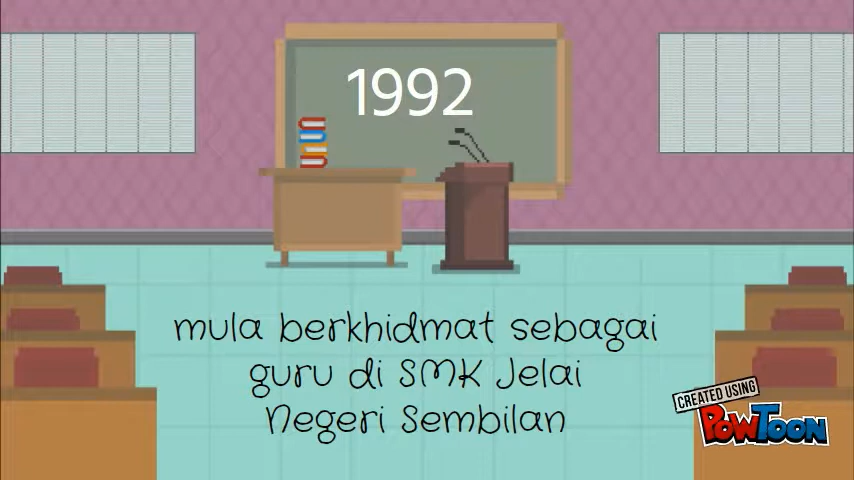 1992
mula berkhidmat sebagai
guru di SMK Jelai
Negeri Sembilan
CREATED USING
POWTOON